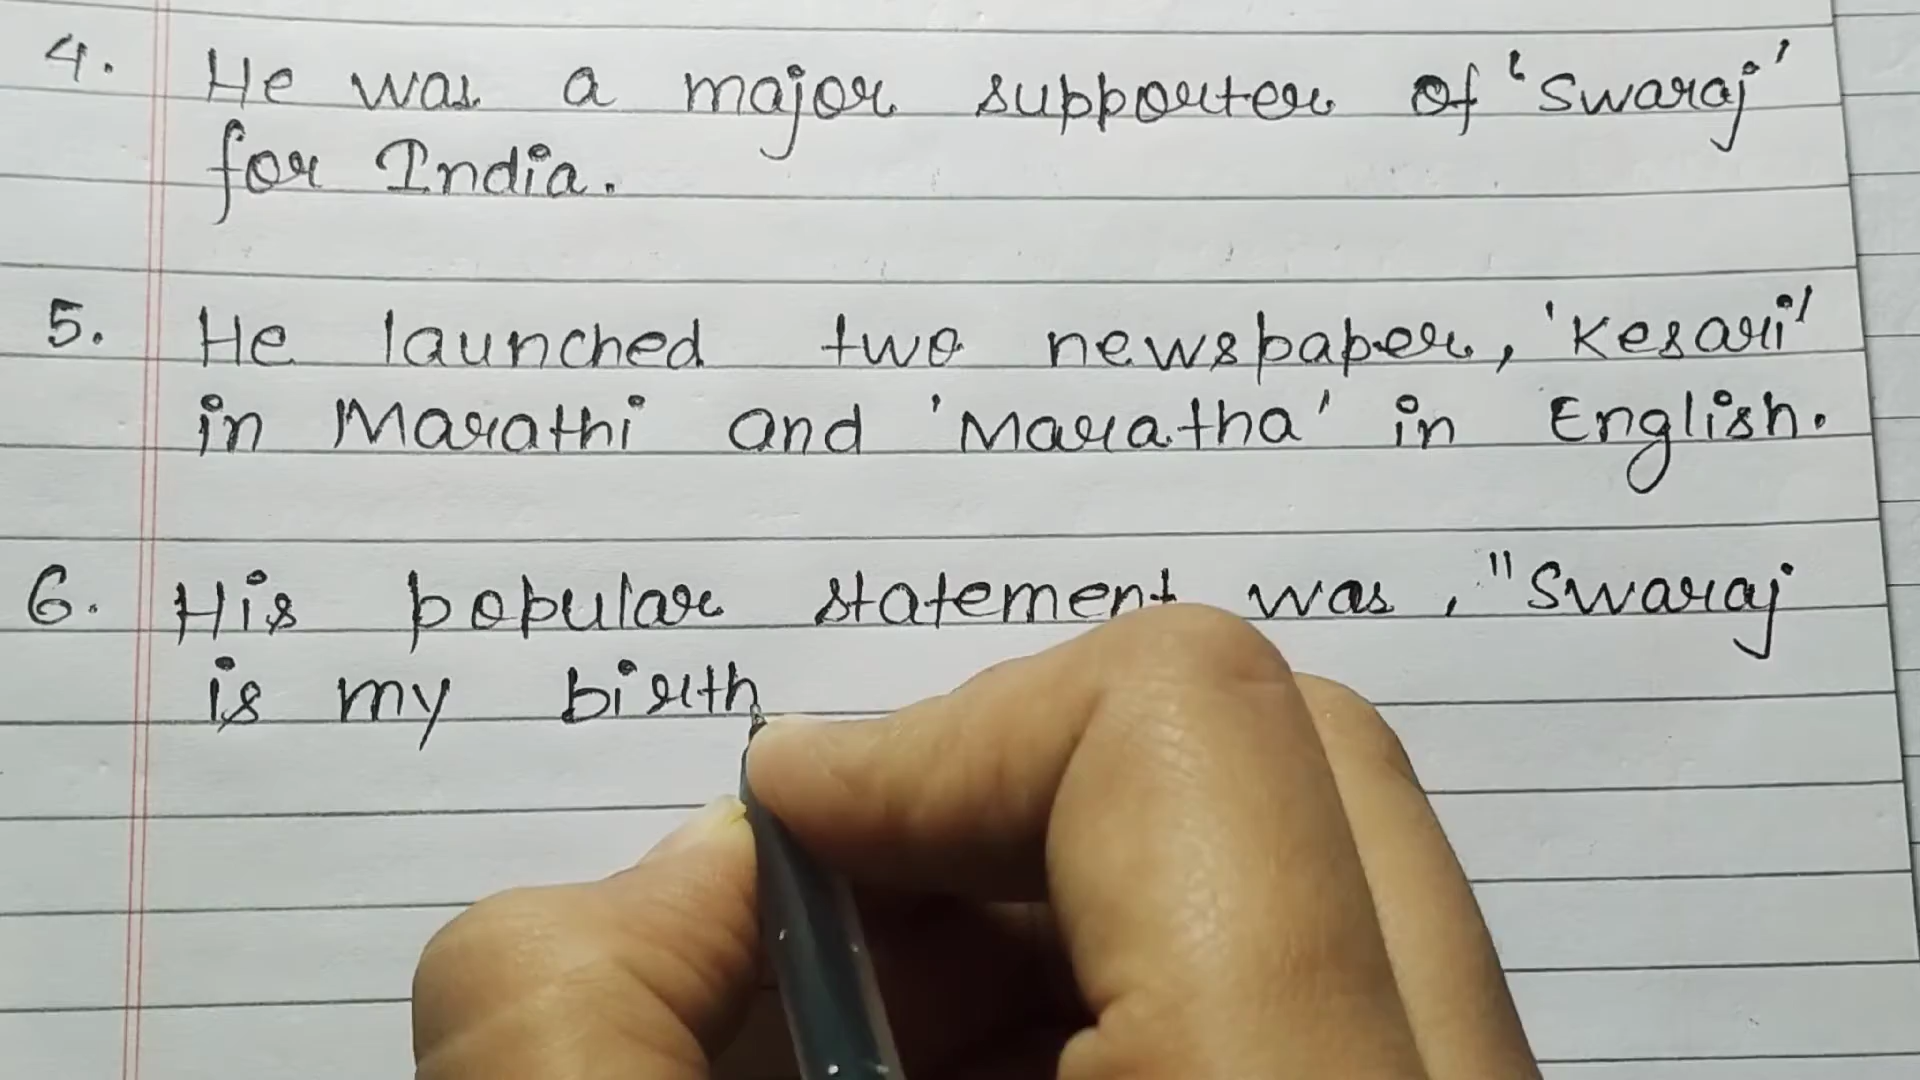 4. He was a major supporter of 'Swaraj'
for India.
5. He launched two newspaper, 'Kesari'
in Marathi and 'Maratha' in English.
6. His popular statement was, "Swaraj
is my birth